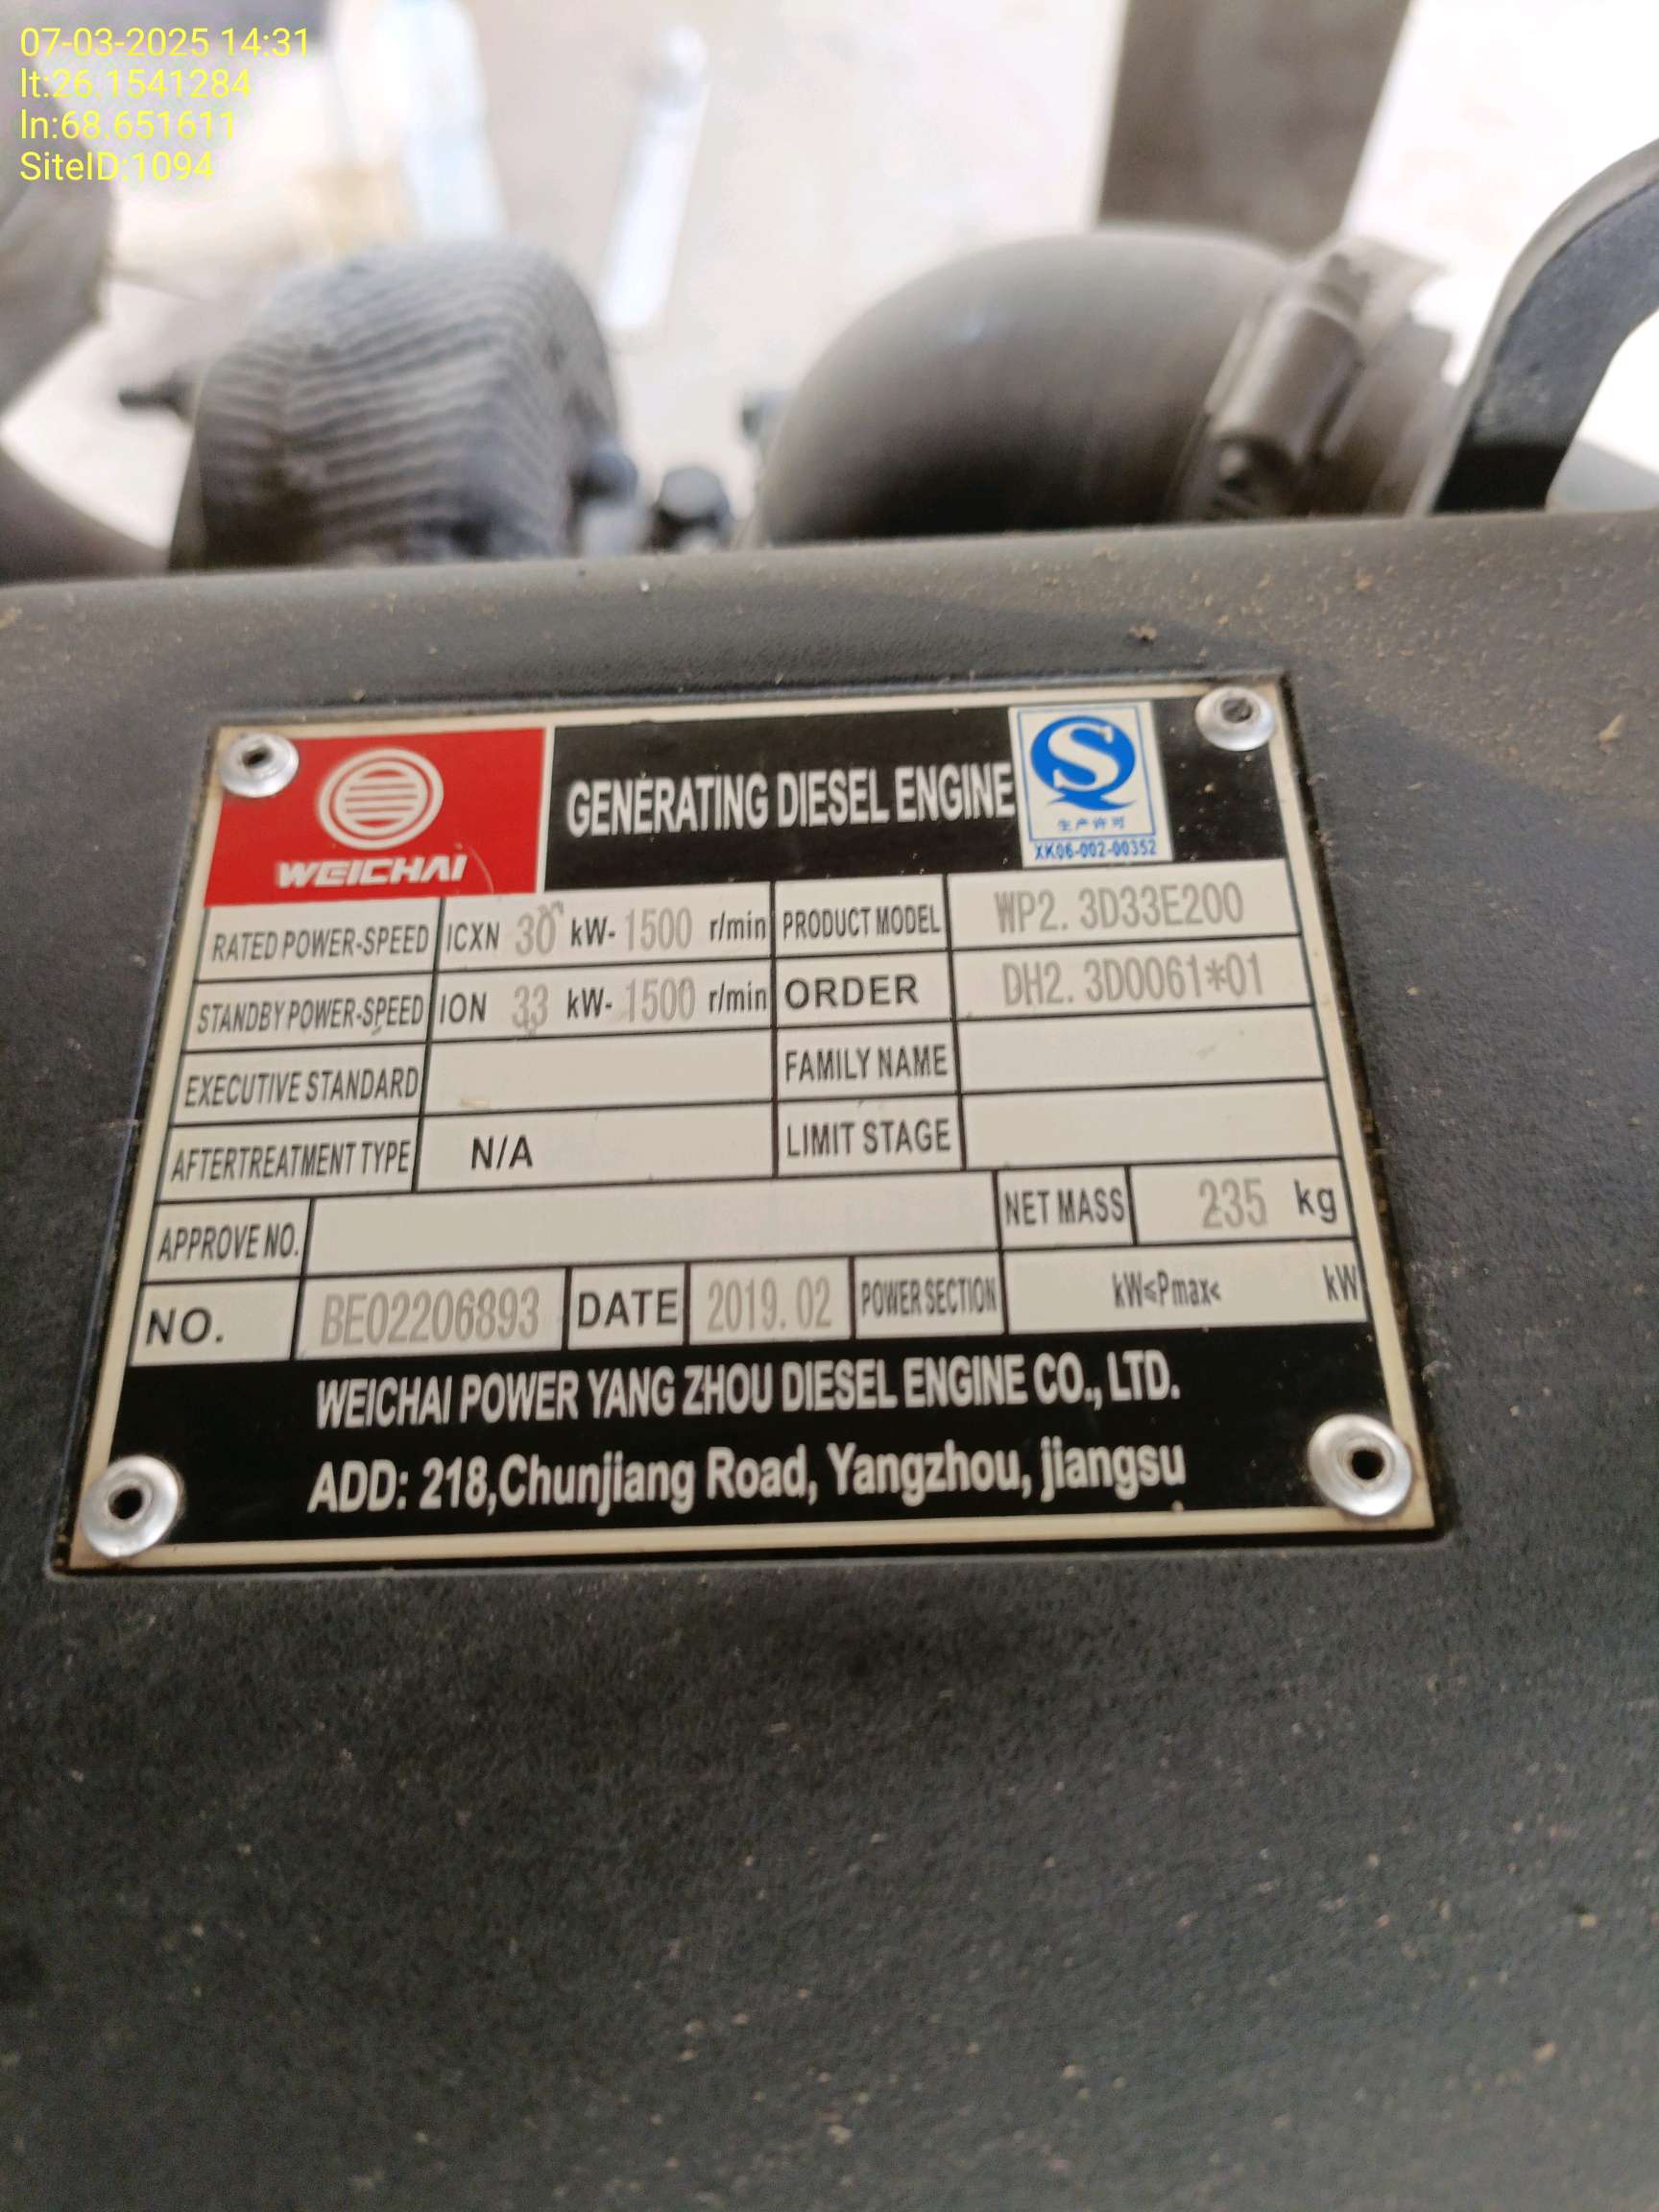 07-03-2025 14:31
lt:26.1541284
ln:68.651611
SiteID:1094
WEICHAI
GENERATING DIESEL ENGINE
S
生产许可
XK06-002-00352
RATED POWER-SPEED ICXN 30 kW- 1500 r/min PRODUCT MODEL WP2.3D33E200
STANDBY POWER-SPEED ION 33 kW- 1500 r/min ORDER DH2.3D0061*01
EXECUTIVE STANDARD FAMILY NAME
AFTERTREATMENT TYPE N/A LIMIT STAGE
APPROVE NO. NET MASS 235 kg
NO. BE02206893 DATE 2019.02 POWER SECTION kW≤Pmax< kW
WEICHAI POWER YANG ZHOU DIESEL ENGINE CO., LTD.
ADD: 218,Chunjiang Road, Yangzhou, jiangsu